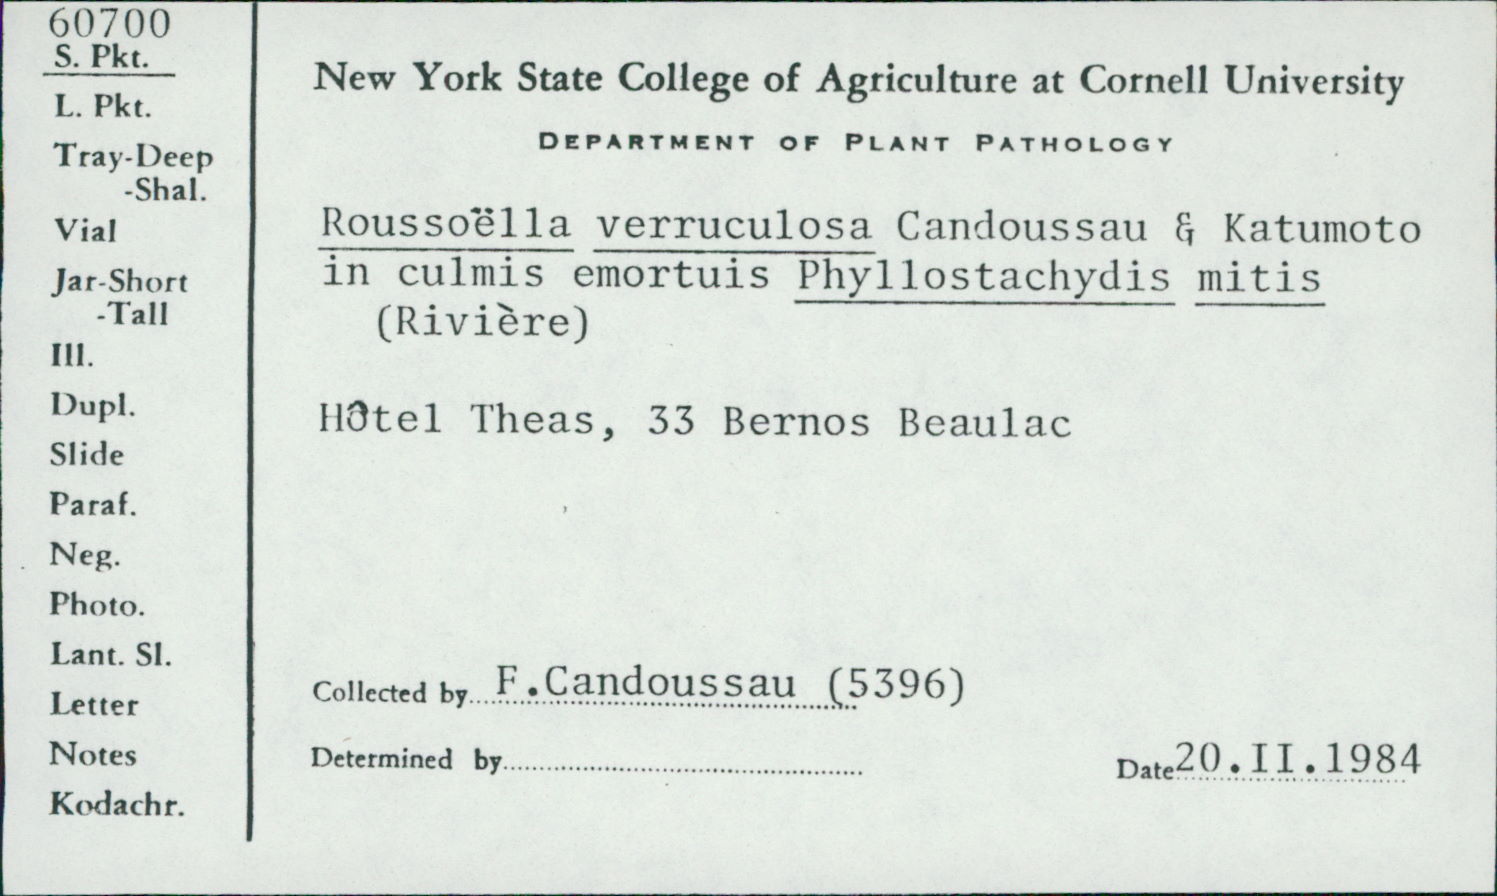 60700
S. Pkt.
L. Pkt.
Tray-Deep
-Shal.
Vial
Jar-Short
-Tall
Ill.
Dupl.
Slide
Paraf.
Neg.
Photo.
Lant. Sl.
Letter
Notes
Kodachr.
New York State College of Agriculture at Cornell University
DEPARTMENT OF PLANT PATHOLOGY
Roussoëlla verruculosa Candoussau & Katumoto
in culmis emortuis Phyllostachydis mitis
(Rivière)
Hôtel Theas, 33 Bernos Beaulac
Collected by F.Candoussau (5396)
Determined by
Date 20.II.1984